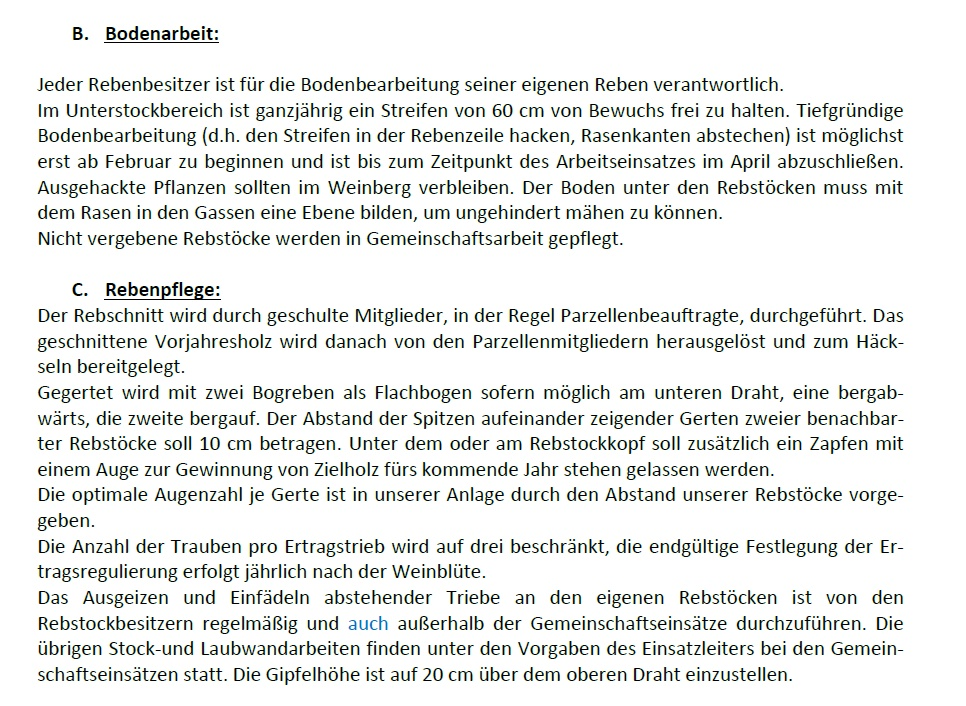 B. Bodenarbeit:
Jeder Rebenbesitzer ist für die Bodenbearbeitung seiner eigenen Reben verantwortlich.
Im Unterstockbereich ist ganzjährig ein Streifen von 60 cm von Bewuchs frei zu halten. Tiefgründige
Bodenbearbeitung (d.h. den Streifen in der Rebenzeile hacken, Rasenkanten abstechen) ist möglichst
erst ab Februar zu beginnen und ist bis zum Zeitpunkt des Arbeitseinsatzes im April abzuschließen.
Ausgehackte Pflanzen sollten im Weinberg verbleiben. Der Boden unter den Rebstöcken muss mit
dem Rasen in den Gassen eine Ebene bilden, um ungehindert mähen zu können.
Nicht vergebene Rebstöcke werden in Gemeinschaftsarbeit gepflegt.
C. Rebenpflege:
Der Rebschnitt wird durch geschulte Mitglieder, in der Regel Parzellenbeauftragte, durchgeführt. Das
geschnittene Vorjahresholz wird danach von den Parzellenmitgliedern herausgelöst und zum Häck-
seln bereitgelegt.
Gegertet wird mit zwei Bogreben als Flachbogen sofern möglich am unteren Draht, eine bergab-
wärts, die zweite bergauf. Der Abstand der Spitzen aufeinander zeigender Gerten zweier benachbar-
ter Rebstöcke soll 10 cm betragen. Unter dem oder am Rebstockkopf soll zusätzlich ein Zapfen mit
einem Auge zur Gewinnung von Zielholz fürs kommende Jahr stehen gelassen werden.
Die optimale Augenzahl je Gerte ist in unserer Anlage durch den Abstand unserer Rebstöcke vorge-
geben.
Die Anzahl der Trauben pro Ertragstrieb wird auf drei beschränkt, die endgültige Festlegung der Er-
tragsregulierung erfolgt jährlich nach der Weinblüte.
Das Ausgeizen und Einfädeln abstehender Triebe an den eigenen Rebstöcken ist von den
Rebstockbesitzern regelmäßig und auch außerhalb der Gemeinschaftseinsätze durchzuführen. Die
übrigen Stock-und Laubwandarbeiten finden unter den Vorgaben des Einsatzleiters bei den Gemein-
schaftseinsätzen statt. Die Gipfelhöhe ist auf 20 cm über dem oberen Draht einzustellen.